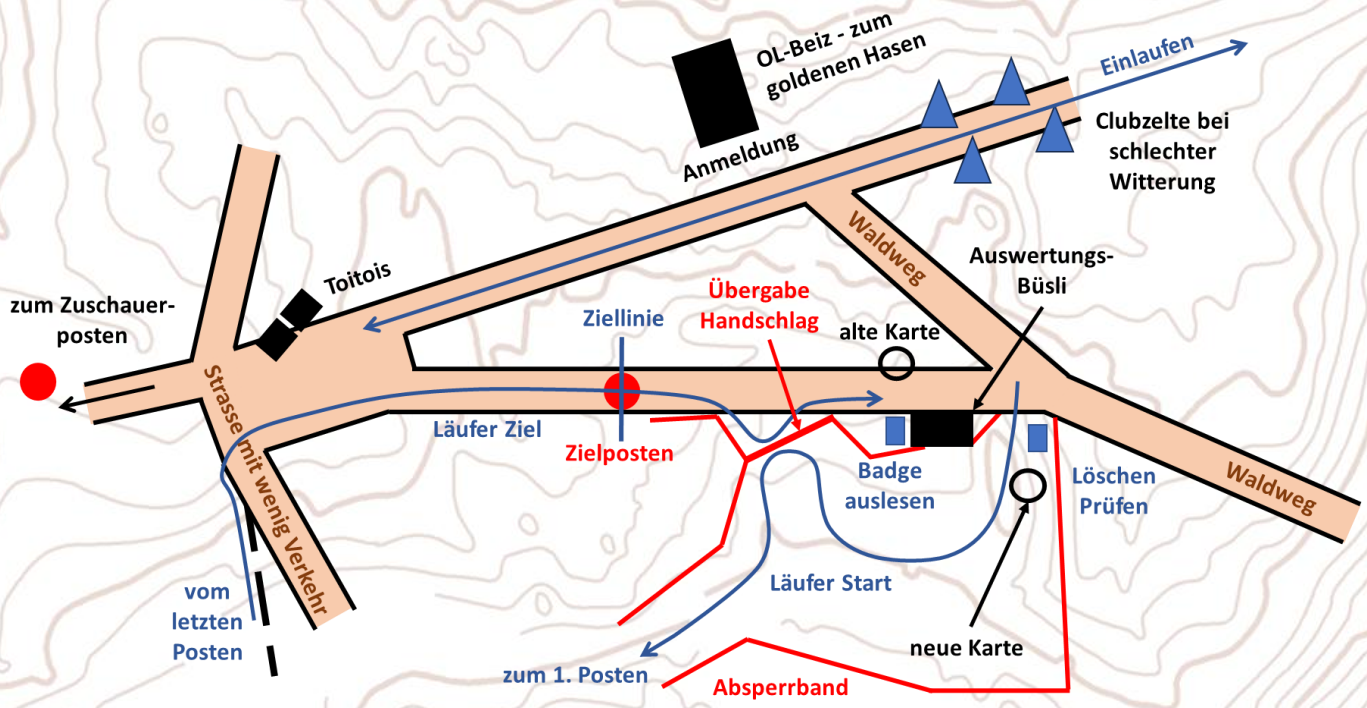 OL-Beiz - zum
goldenen Hasen
Einlaufen
Anmeldung
Clubzelte bei
schlechter
Witterung
Waldweg
Auswertungs-
Büsli
Toitois
zum Zuschauer-
posten
Ziellinie
Übergabe
Handschlag
alte Karte
Strasse mit wenig Verkehr
Läufer Ziel
Zielposten
Badge
auslesen
Löschen
Prüfen
Waldweg
vom
letzten
Posten
Läufer Start
neue Karte
zum 1. Posten
Absperrband